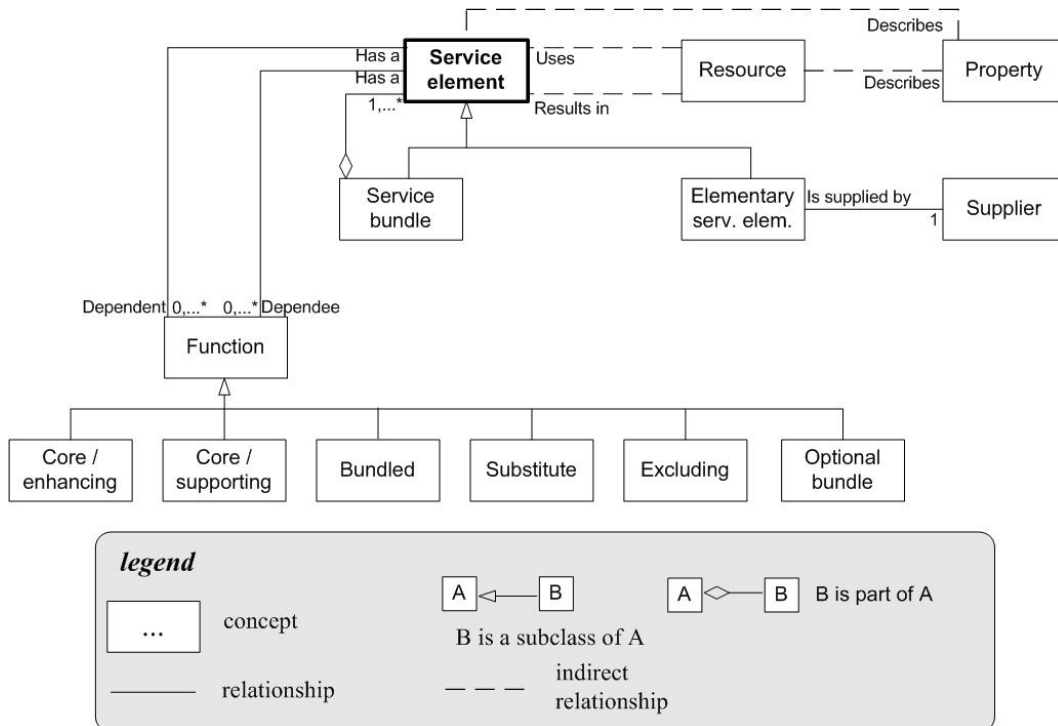 Describes
Has a
Service
element
Uses
Resource
Property
Has a
Describes
1,...*
Results in
Service
bundle
Elementary
serv. elem.
Is supplied by
1
Supplier
Dependent
0,...*
0,...*
Dependee
Function
Core /
enhancing
Core /
supporting
Bundled
Substitute
Excluding
Optional
bundle
legend
...
concept
A
B
B is a subclass of A
A
B
B is part of A
relationship
indirect
relationship